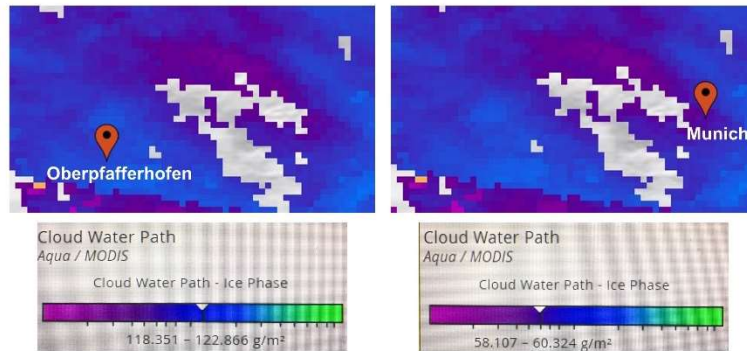 Oberpfafferhofen
Munich
Cloud Water Path
Aqua / MODIS
Cloud Water Path - Ice Phase
118.351 – 122.866 g/m²
Cloud Water Path
Aqua / MODIS
Cloud Water Path - Ice Phase
58.107 – 60.324 g/m²